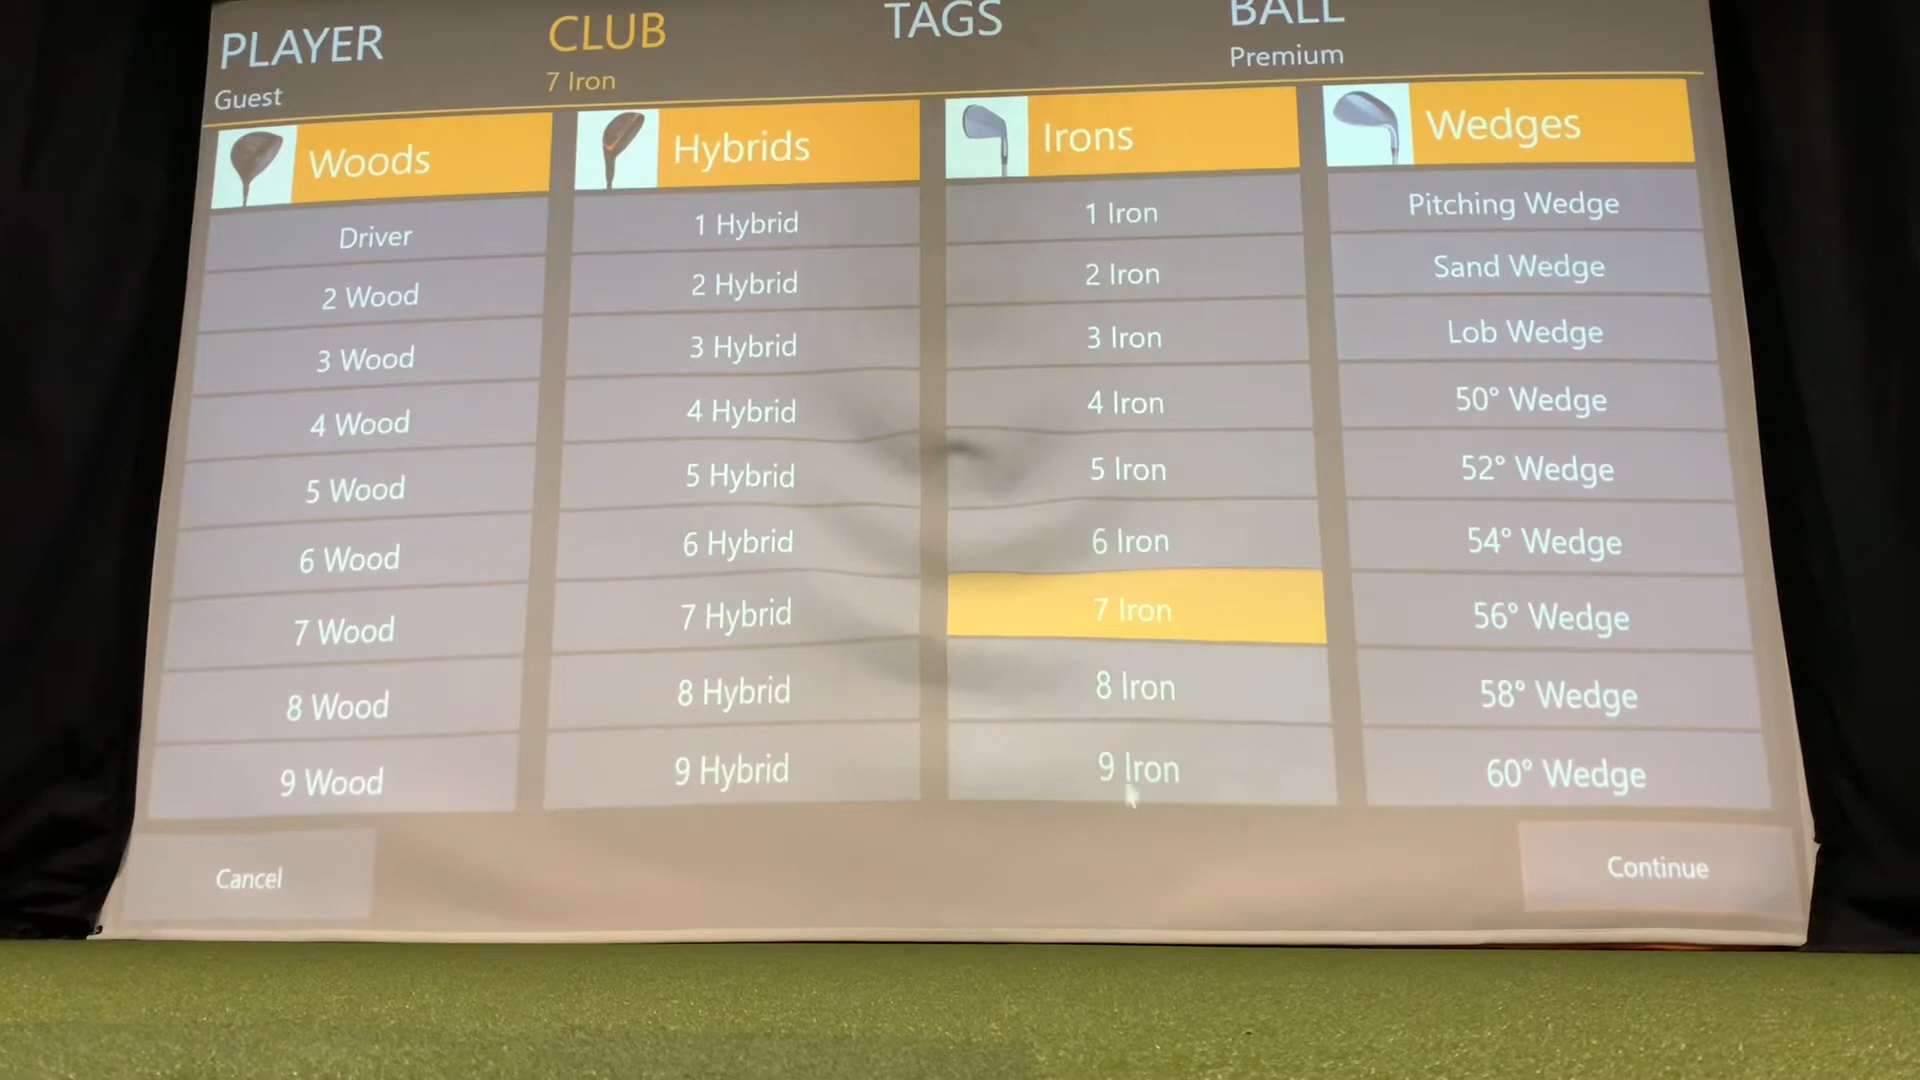 PLAYER
Guest
CLUB
7 Iron
TAGS
BALL
Premium
Woods
Driver
2 Wood
3 Wood
4 Wood
5 Wood
6 Wood
7 Wood
8 Wood
9 Wood
Hybrids
1 Hybrid
2 Hybrid
3 Hybrid
4 Hybrid
5 Hybrid
6 Hybrid
7 Hybrid
8 Hybrid
9 Hybrid
Irons
1 Iron
2 Iron
3 Iron
4 Iron
5 Iron
6 Iron
7 Iron
8 Iron
9 Iron
Wedges
Pitching Wedge
Sand Wedge
Lob Wedge
50° Wedge
52° Wedge
54° Wedge
56° Wedge
58° Wedge
60° Wedge
Cancel
Continue